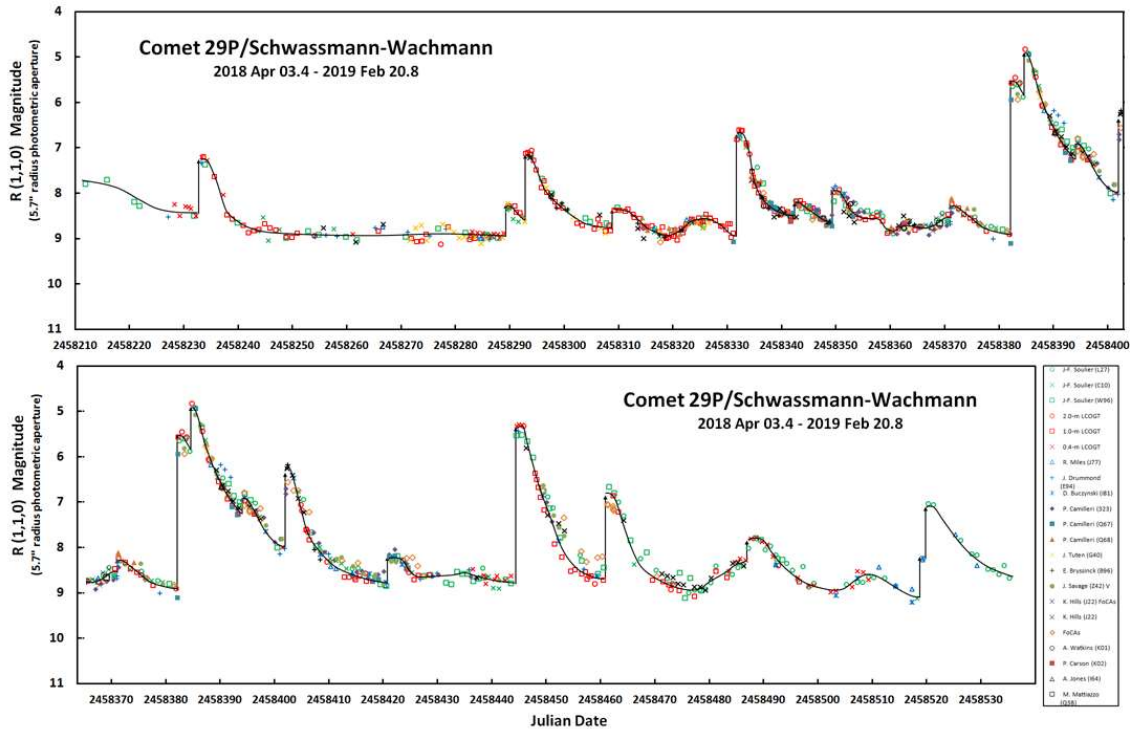 Comet 29P/Schwassmann-Wachmann
2018 Apr 03.4 - 2019 Feb 20.8
R (1,1,0) Magnitude
(5.7" radius photometric aperture)
4
5
6
7
8
9
10
11
2458210 2458220 2458230 2458240 2458250 2458260 2458270 2458280 2458290 2458300 2458310 2458320 2458330 2458340 2458350 2458360 2458370 2458380 2458390 2458400
Comet 29P/Schwassmann-Wachmann
2018 Apr 03.4 - 2019 Feb 20.8
R (1,1,0) Magnitude
(5.7" radius photometric aperture)
4
5
6
7
8
9
10
11
2458370 2458380 2458390 2458400 2458410 2458420 2458430 2458440 2458450 2458460 2458470 2458480 2458490 2458500 2458510 2458520 2458530
Julian Date
J-F. Soulier (L27)
J-F. Soulier (C10)
J-F. Soulier (W96)
2.0-m LCOGT
1.0-m LCOGT
0.4-m LCOGT
R. Miles (J77)
J. Drummond
(E94)
D. Buczynski (I81)
P. Camilleri (323)
P. Camilleri (Q67)
P. Camilleri (Q68)
J. Tuten (G40)
E. Bryssinck (B96)
J. Savage (Z42) V
K. Hills (J22) FoCAs
K. Hills (J22)
FoCAs
A. Watkins (K01)
P. Carson (K02)
A. Jones (I64)
M. Mattiazzo
(Q38)